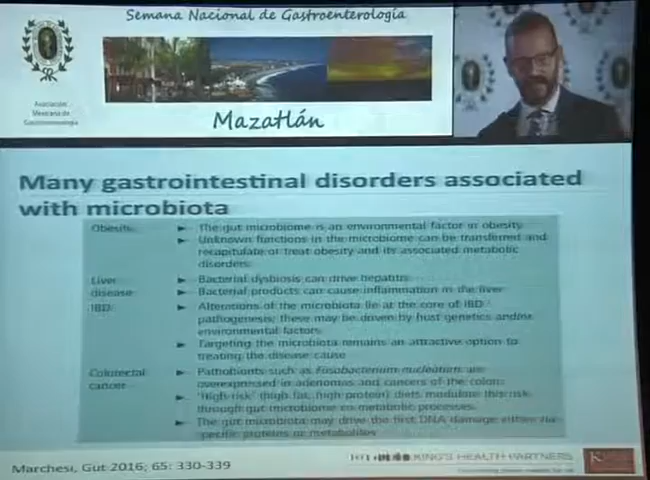 Semana Nacional de Gastroenterología
Asociación
Mexicana de
Gastroenterología
Mazatlán
Many gastrointestinal disorders associated
with microbiota
Obesity
► The gut microbiome is an environmental factor in obesity
► Unknown functions in the microbiome can be transferred and
recapitulate or treat obesity and its associated metabolic
disorders
Liver
disease
► Bacterial dysbiosis can drive hepatitis
► Bacterial products can cause inflammation in the liver
IBD
► Alterations of the microbiota lie at the core of IBD
pathogenesis; these may be driven by host genetics and/or
environmental factors
► Targeting the microbiota remains an attractive option to
treating the disease cause
Colorectal
cancer
► Pathobionts such as Fusobacterium nucleatum are
overexpressed in adenomas and cancers of the colon
► 'High-risk' (high fat, high protein) diets modulate this risk
through gut microbiome on metabolic processes.
► The gut microbiota may drive the first DNA damage either via
specific proteins or metabolites
Marchesi, Gut 2016; 65: 330-339
KING'S HEALTH PARTNERS